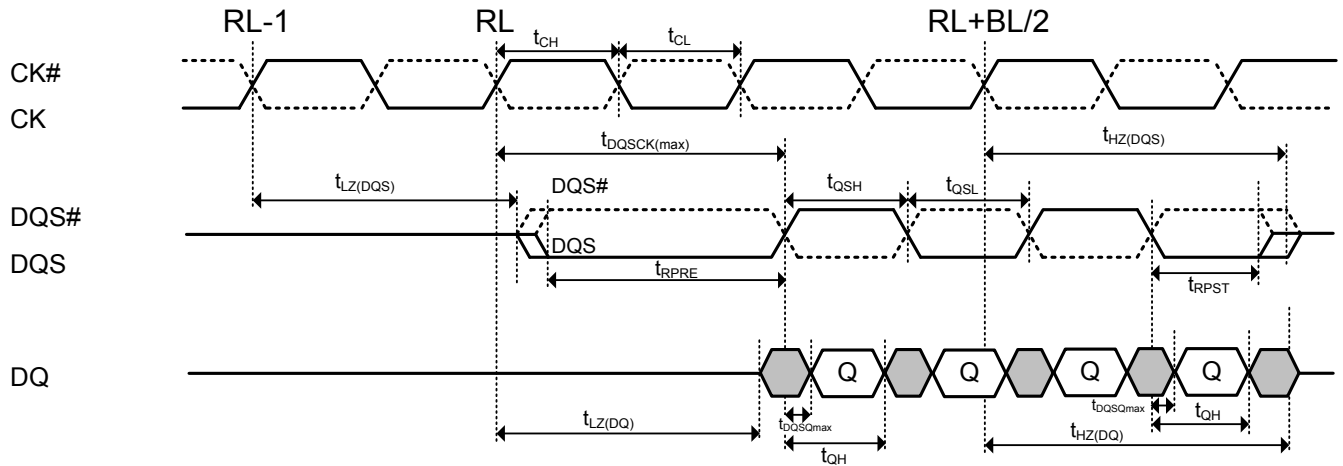 RL-1 RL RL+BL/2
tCH tCL
CK#
CK
tDQSCK(max) tHZ(DQS)
tLZ(DQS) DQS# tQSH tQSL
DQS#
DQS
DQS
tRPRE tRPST
DQ Q Q Q Q
tLZ(DQ) tDQSQmax tHZ(DQ) tDQSQmax tQH
tQH